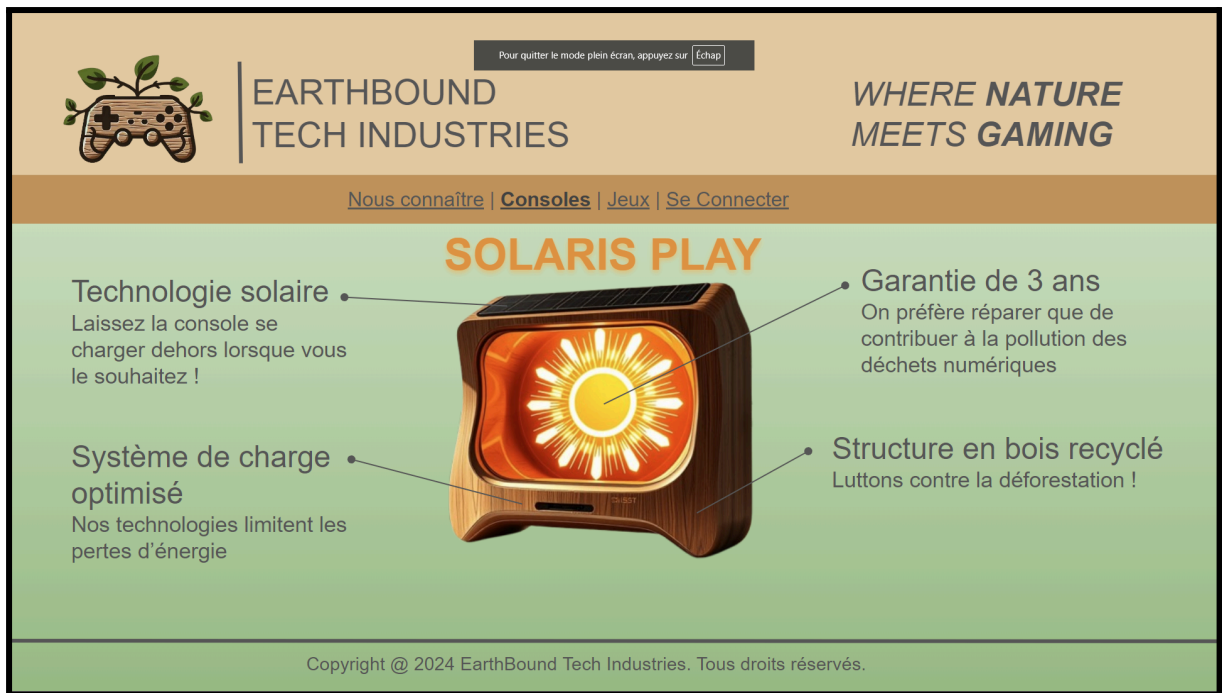 Pour quitter le mode plein écran, appuyez sur Échap
EARTHBOUND
TECH INDUSTRIES
WHERE NATURE
MEETS GAMING
Nous connaître | Consoles | Jeux | Se Connecter
SOLARIS PLAY
Technologie solaire
Laissez la console se
charger dehors lorsque vous
le souhaitez !
Système de charge
optimisé
Nos technologies limitent les
pertes d’énergie
Garantie de 3 ans
On préfère réparer que de
contribuer à la pollution des
déchets numériques
Structure en bois recyclé
Luttons contre la déforestation !
Copyright @ 2024 EarthBound Tech Industries. Tous droits réservés.